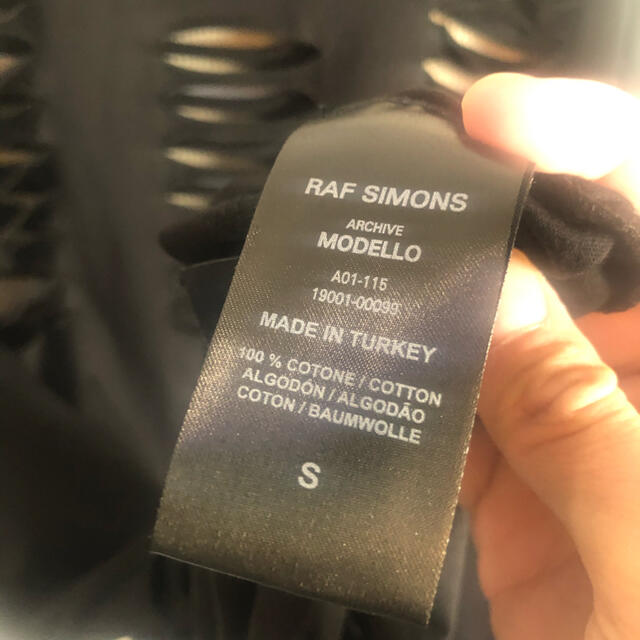 RAF SIMONS
ARCHIVE
MODELLO
A01-115
19001-00099
MADE IN TURKEY
100 % COTONE / COTTON
ALGODÓN / ALGODÃO
COTON / BAUMWOLLE
S